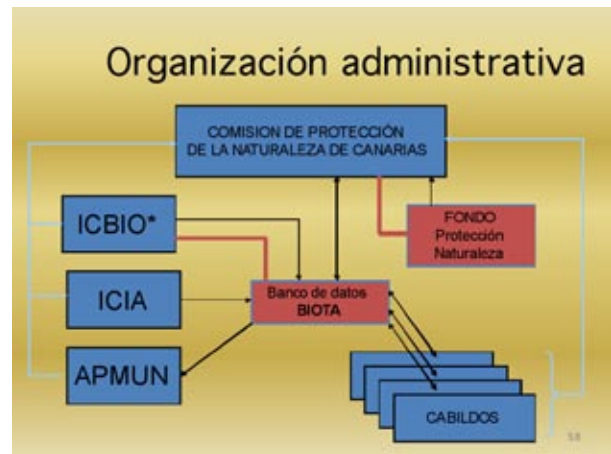 Organización administrativa
COMISION DE PROTECCIÓN
DE LA NATURALEZA DE CANARIAS
ICBIO*
FONDO
Protección
Naturaleza
ICIA
Banco de datos
BIOTA
APMUN
CABILDOS
58